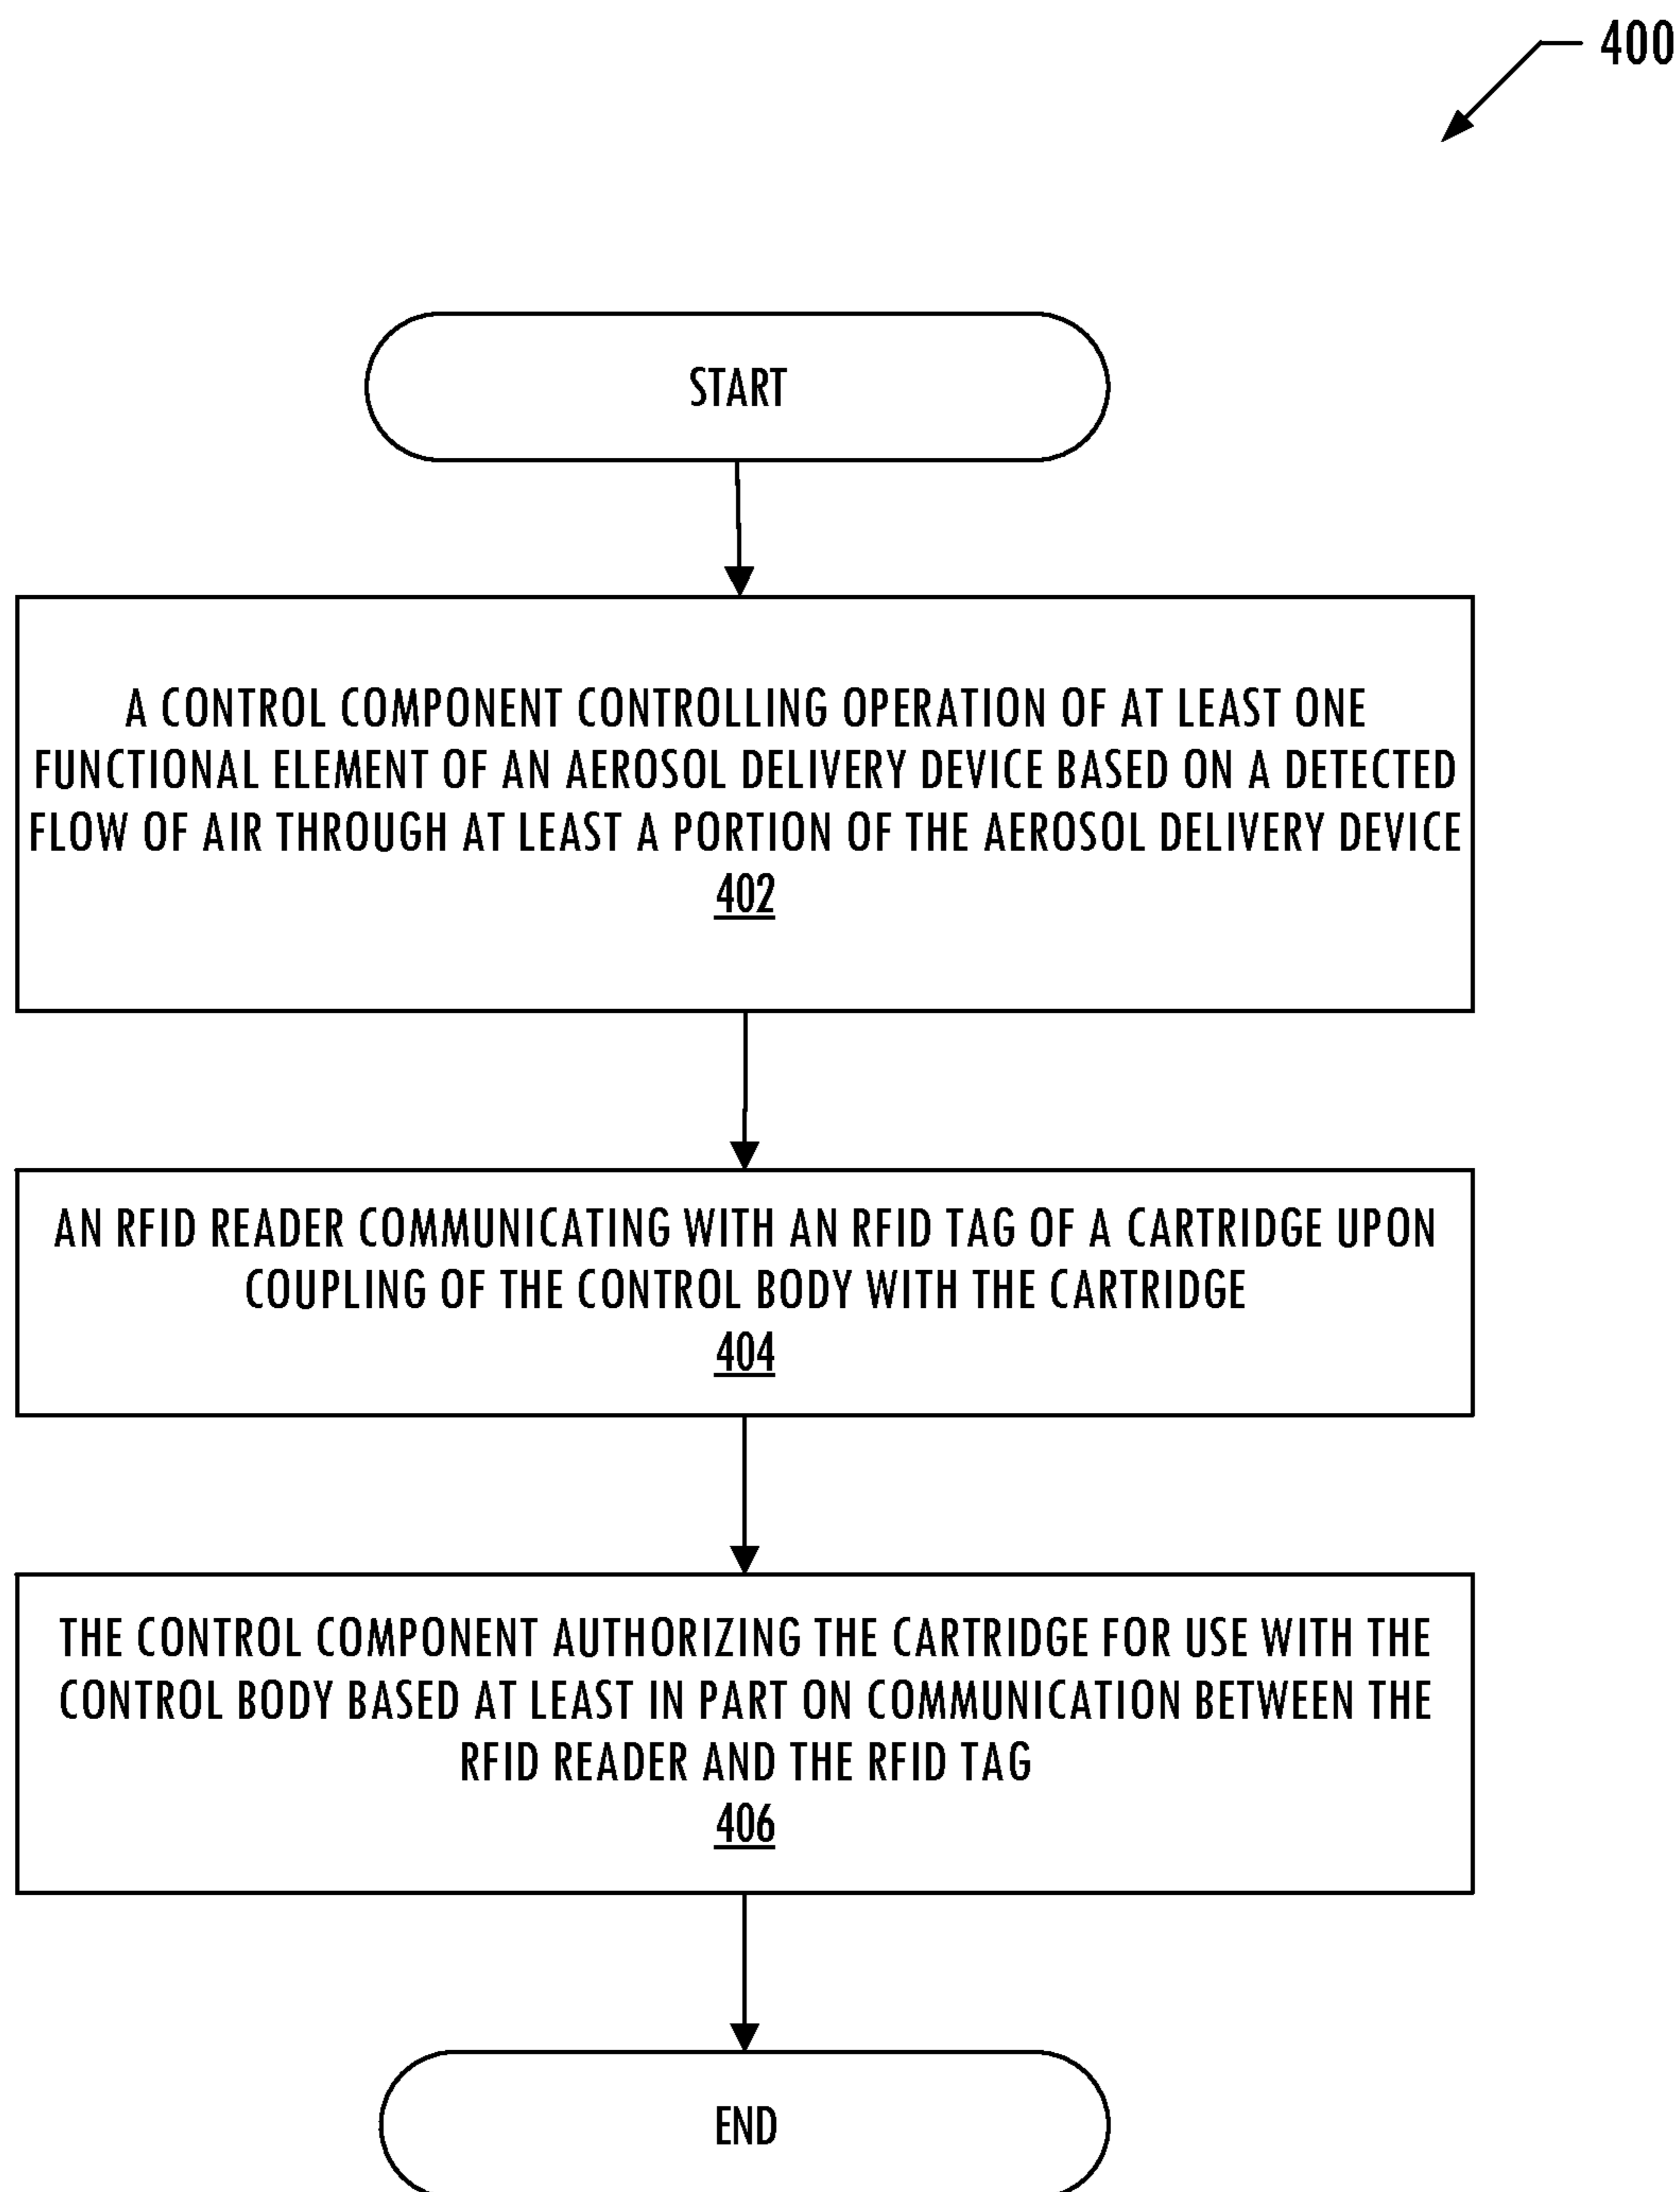 400
START
A CONTROL COMPONENT CONTROLLING OPERATION OF AT LEAST ONE
FUNCTIONAL ELEMENT OF AN AEROSOL DELIVERY DEVICE BASED ON A DETECTED
FLOW OF AIR THROUGH AT LEAST A PORTION OF THE AEROSOL DELIVERY DEVICE
402
AN RFID READER COMMUNICATING WITH AN RFID TAG OF A CARTRIDGE UPON
COUPLING OF THE CONTROL BODY WITH THE CARTRIDGE
404
THE CONTROL COMPONENT AUTHORIZING THE CARTRIDGE FOR USE WITH THE
CONTROL BODY BASED AT LEAST IN PART ON COMMUNICATION BETWEEN THE
RFID READER AND THE RFID TAG
406
END